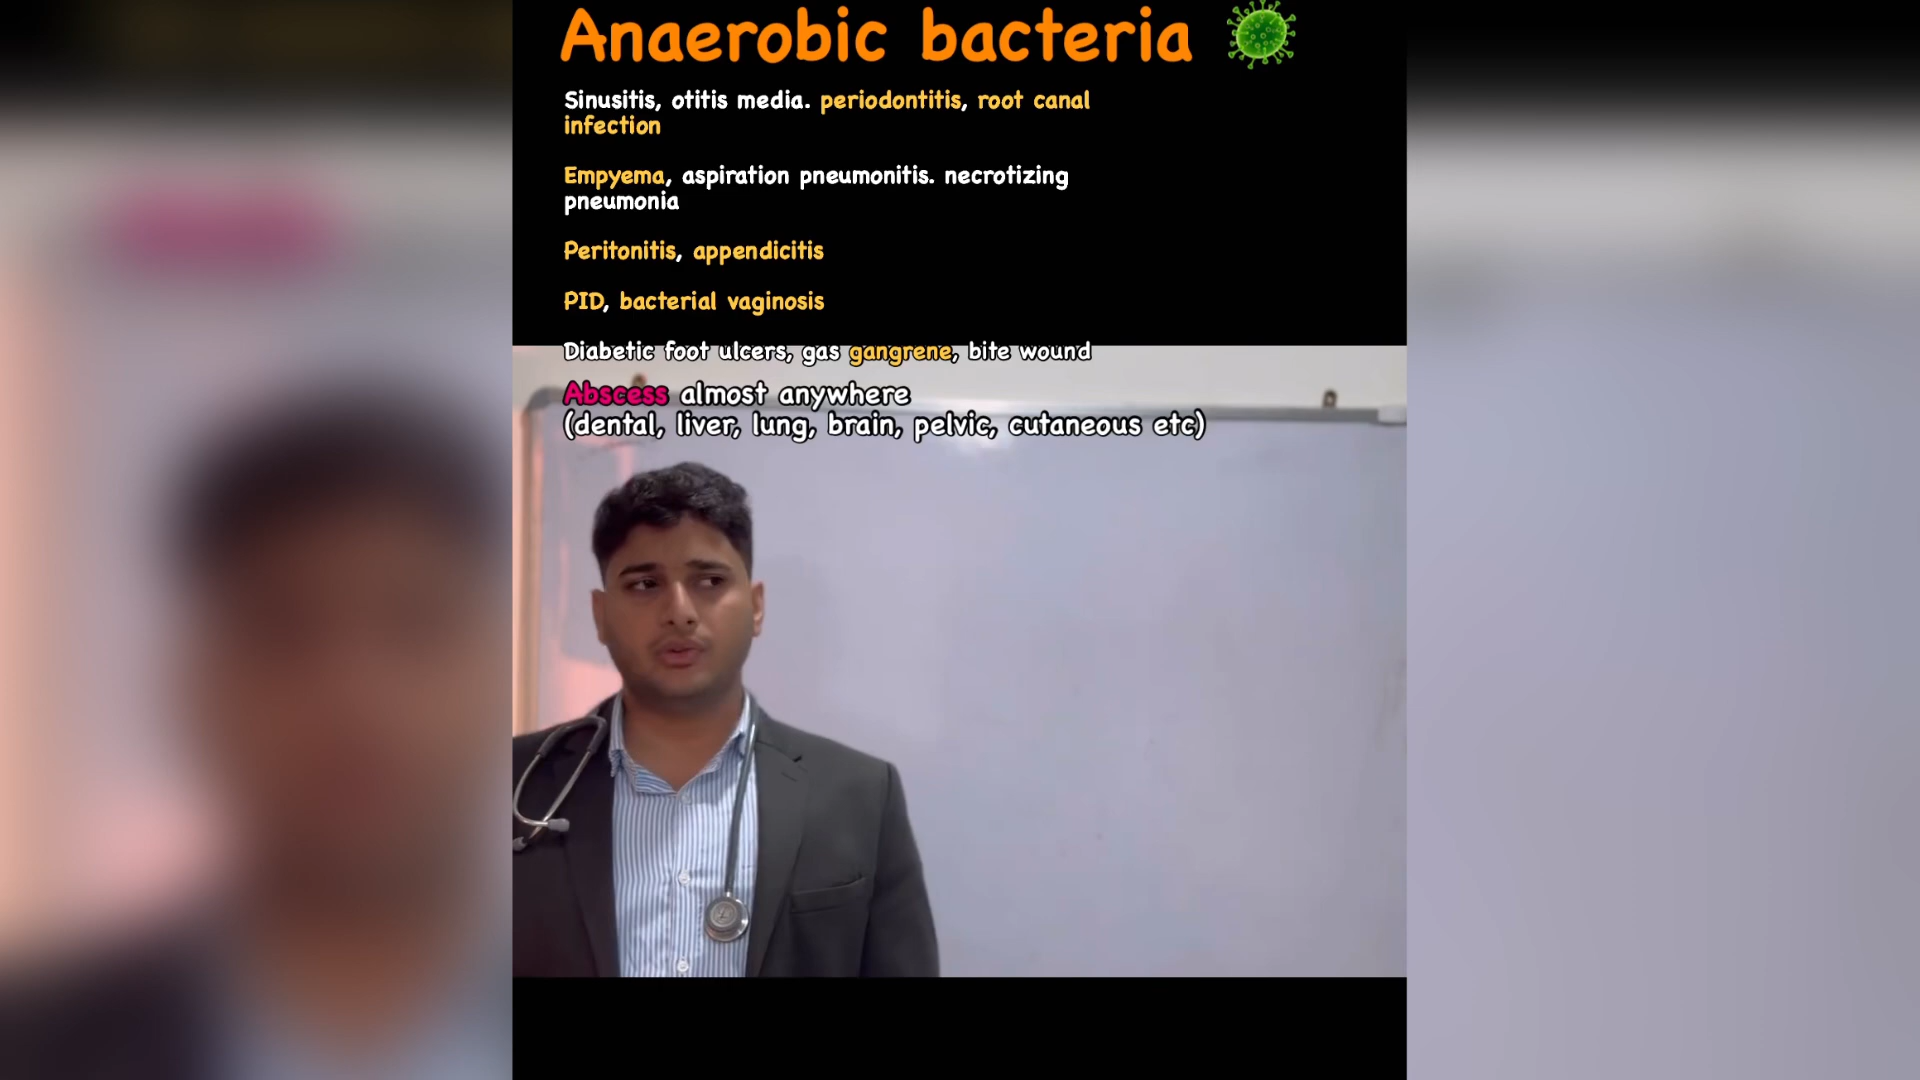 Anaerobic bacteria
Sinusitis, otitis media. periodontitis, root canal
infection
Empyema, aspiration pneumonitis. necrotizing
pneumonia
Peritonitis, appendicitis
PID, bacterial vaginosis
Diabetic foot ulcers, gas gangrene, bite wound
Abscess almost anywhere
(dental, liver, lung, brain, pelvic, cutaneous etc)